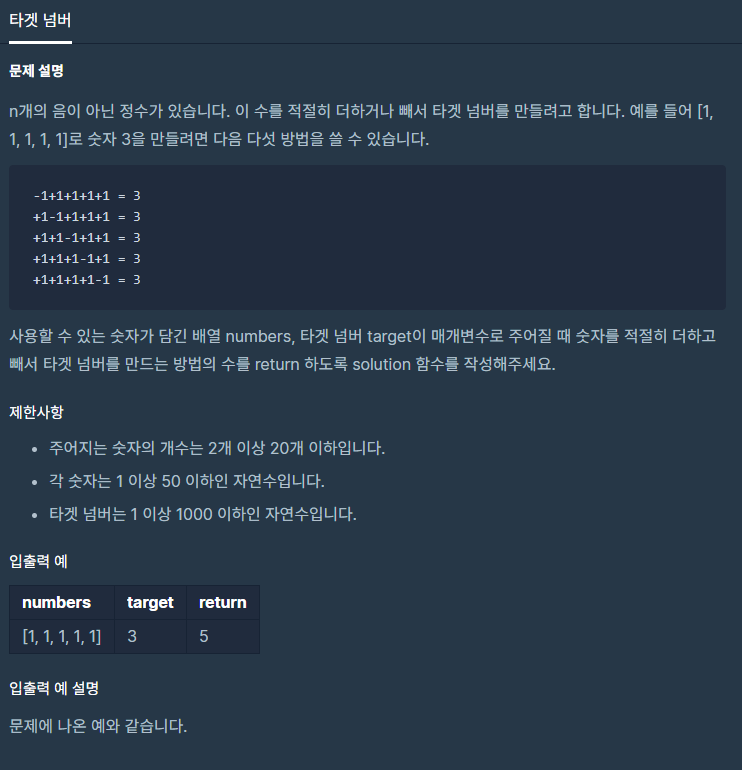 타겟 넘버
문제 설명
n개의 음이 아닌 정수가 있습니다. 이 수를 적절히 더하거나 빼서 타겟 넘버를 만들려고 합니다. 예를 들어 [1,
1, 1, 1, 1]로 숫자 3을 만들려면 다음 다섯 방법을 쓸 수 있습니다.
-1+1+1+1+1 = 3
+1-1+1+1+1 = 3
+1+1-1+1+1 = 3
+1+1+1-1+1 = 3
+1+1+1+1-1 = 3
사용할 수 있는 숫자가 담긴 배열 numbers, 타겟 넘버 target이 매개변수로 주어질 때 숫자를 적절히 더하고
빼서 타겟 넘버를 만드는 방법의 수를 return 하도록 solution 함수를 작성해주세요.
제한사항
• 주어지는 숫자의 개수는 2개 이상 20개 이하입니다.
• 각 숫자는 1 이상 50 이하인 자연수입니다.
• 타겟 넘버는 1 이상 1000 이하인 자연수입니다.
입출력 예
numbers target return
[1, 1, 1, 1, 1] 3 5
입출력 예 설명
문제에 나온 예와 같습니다.